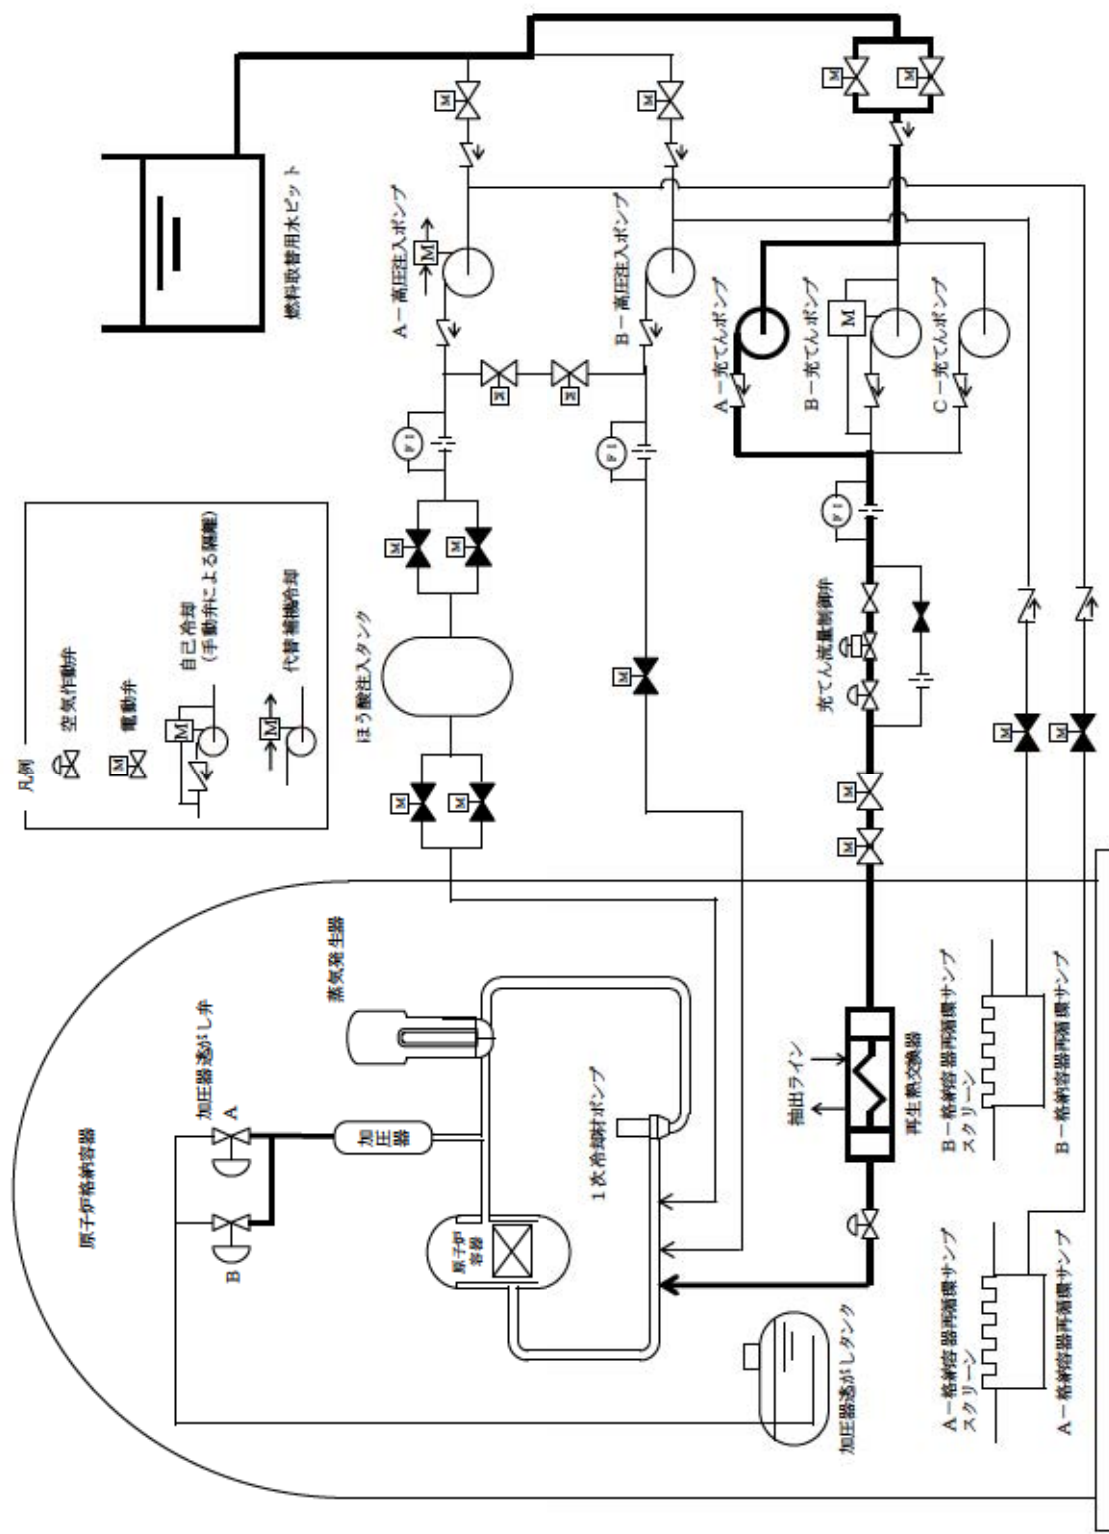 凡例
空気作動弁
M
電動弁
M
自己冷却
（手動弁による隔離）
M
代替補機冷却
M
燃料取替用水ピット
M
M
M
M
A－高圧注入ポンプ
M
B－高圧注入ポンプ
A－充てんポンプ
B－充てんポンプ
M
C－充てんポンプ
M
M
FI
FI
FI
M
M
ほう酸注入タンク
M
M
M
充てん流量制御弁
M
M
M
M
原子炉格納容器
加圧器逃がし弁
A
B
蒸気発生器
加圧器
原子炉
容器
1次冷却材ポンプ
抽出ライン
再生熱交換器
加圧器逃がしタンク
B－格納容器再循環サンプ
スクリーン
B－格納容器再循環サンプ
A－格納容器再循環サンプ
スクリーン
A－格納容器再循環サンプ